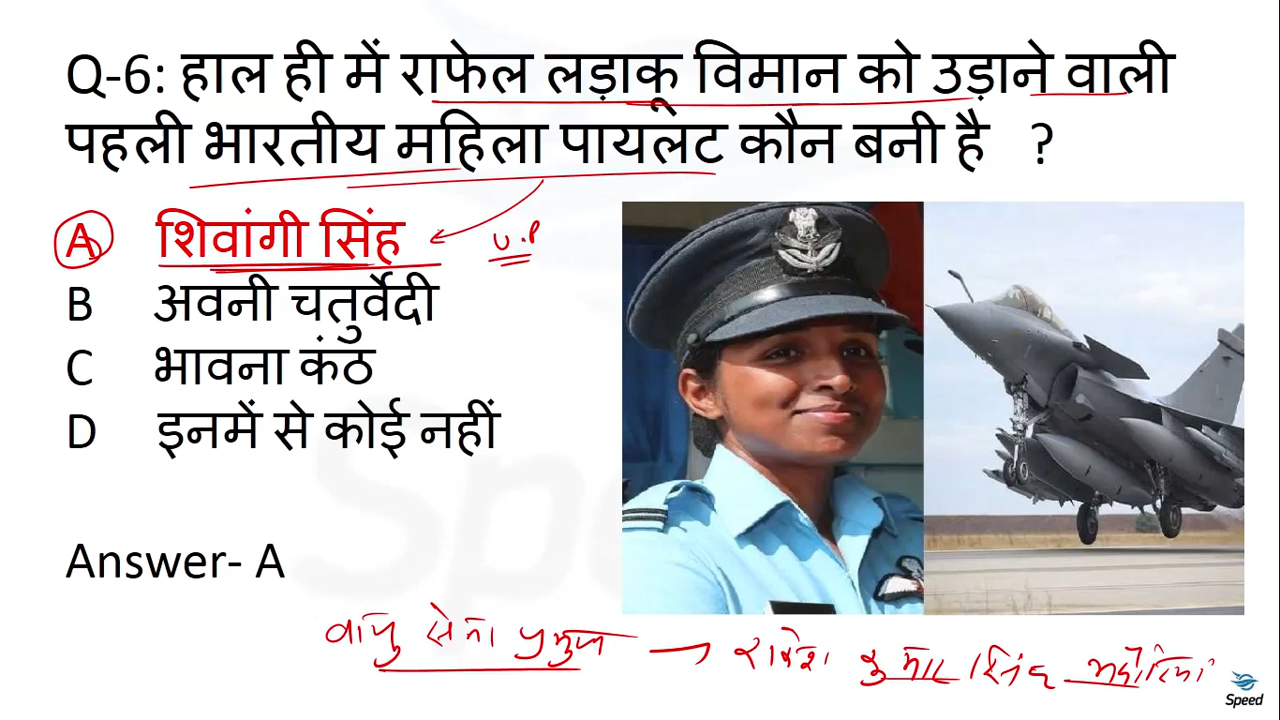 Q-6: हाल ही में राफेल लड़ाकू विमान को उड़ाने वाली
पहली भारतीय महिला पायलट कौन बनी है ?
A शिवांगी सिंह
U.P
B अवनी चतुर्वेदी
C भावना कंठ
D इनमें से कोई नहीं
Answer- A
वायु सेना प्रमुख → राकेश कुमार सिंह भदौरिया
Speed